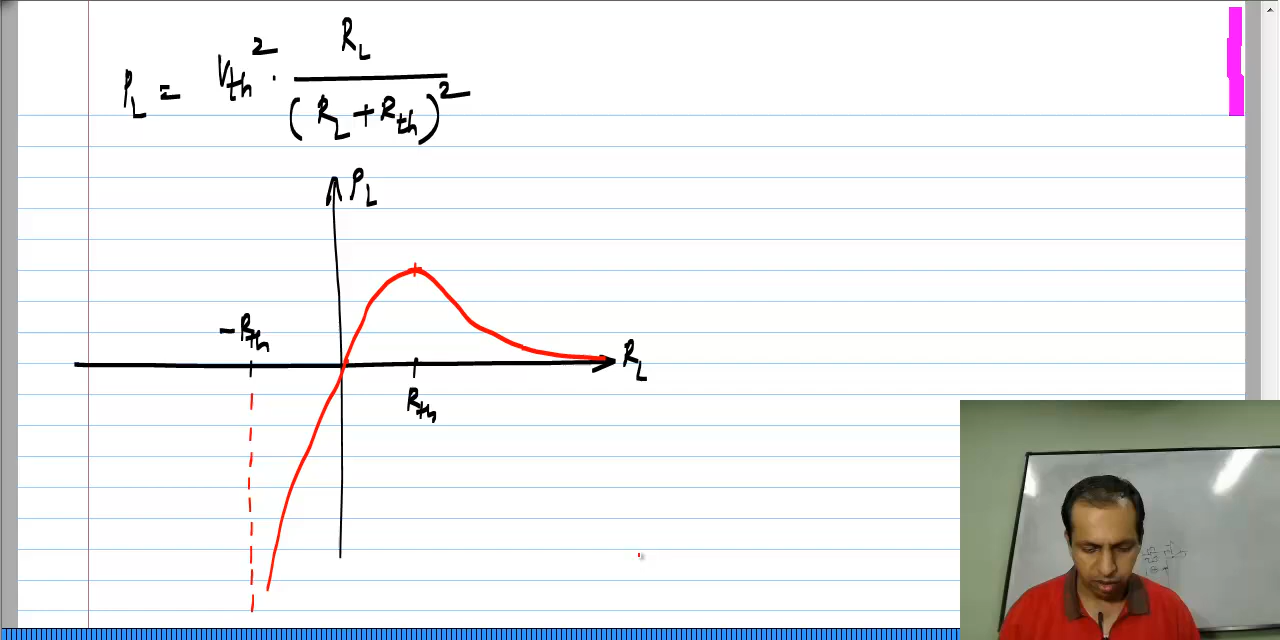 P_L = V_th^2 · R_L / (R_L + R_th)^2
P_L
-R_th
R_L
R_th